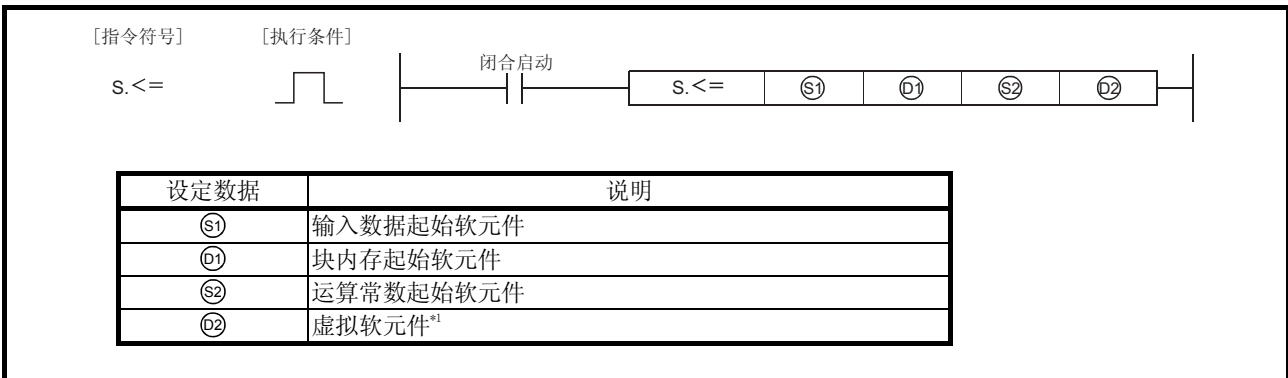 [指令符号] [执行条件]
闭合启动
S.<= S.<= S1 D1 S2 D2
设定数据 说明
S1 输入数据起始软元件
D1 块内存起始软元件
S2 运算常数起始软元件
D2 虚拟软元件*1